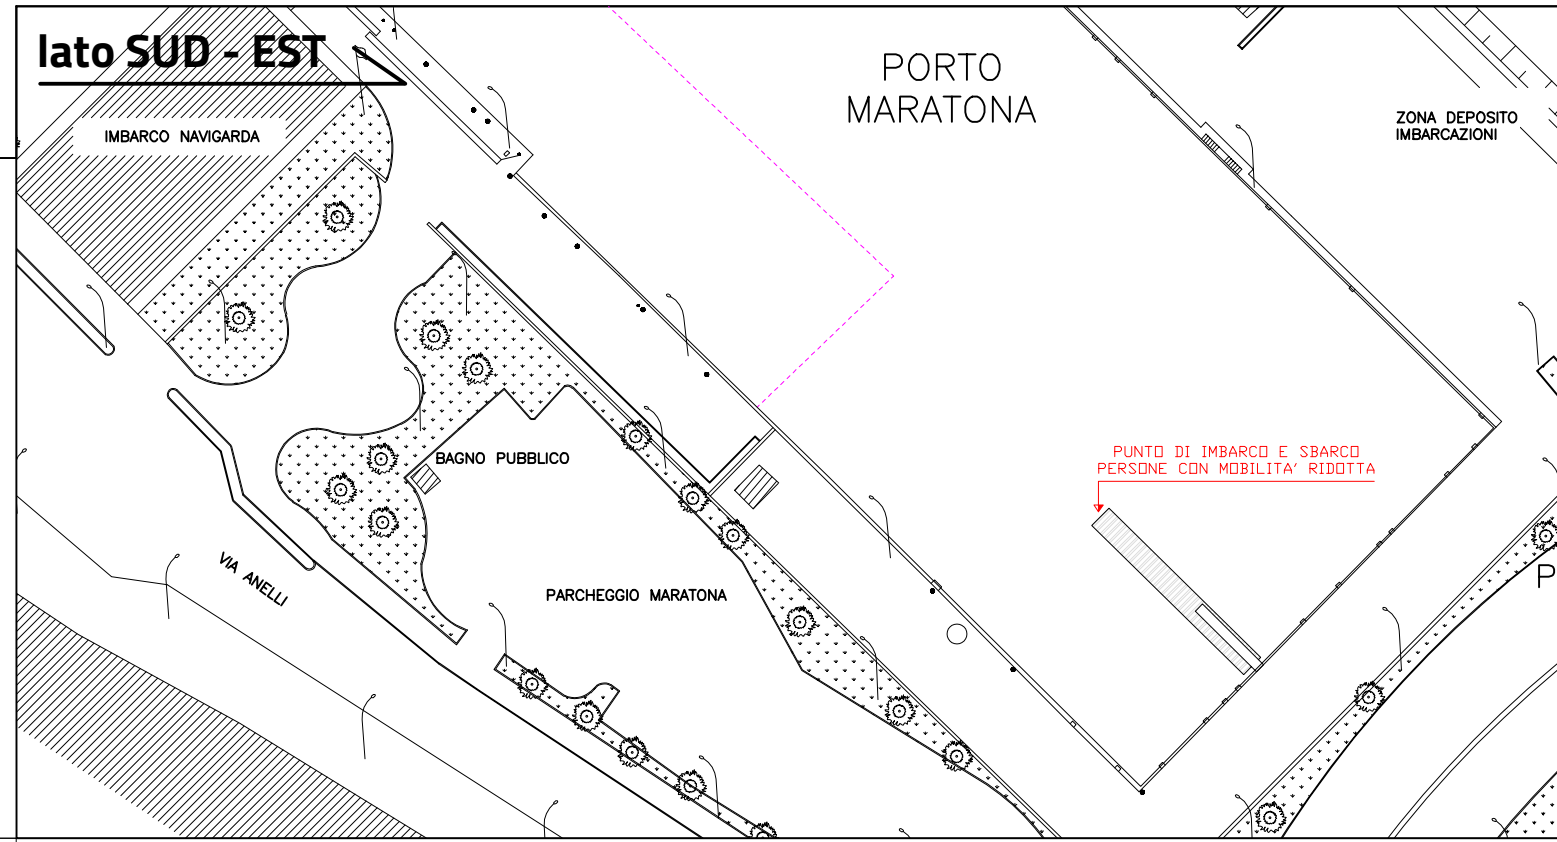 lato SUD - EST
PORTO
MARATONA
IMBARCO NAVIGARDA
ZONA DEPOSITO
IMBARCAZIONI
BAGNO PUBBLICO
PUNTO DI IMBARCO E SBARCO
PERSONE CON MOBILITA' RIDOTTA
VIA ANELLI
PARCHEGGIO MARATONA
P